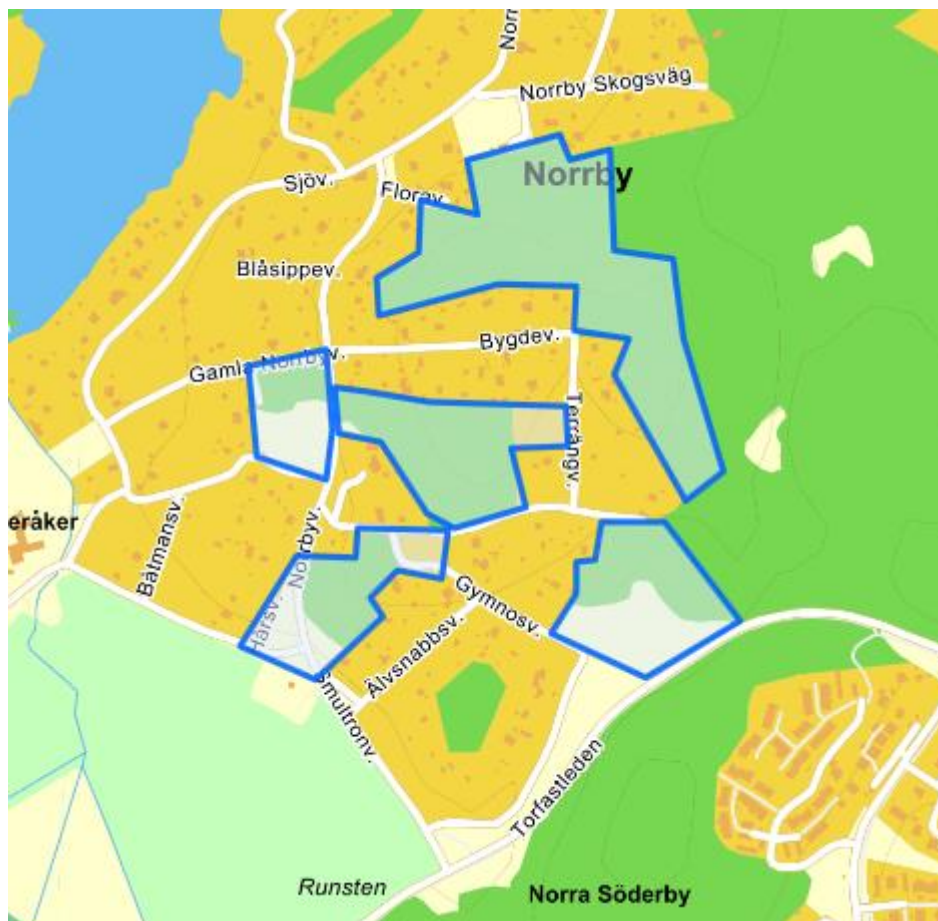 Norr
Norrby Skogsväg
Norrby
Sjöv.
Florav.
Blåsippev.
Bygdev.
Gamla Norrbyv.
Terrängv.
eråker
Båtmansv.
Norrbyv.
Harsv.
Gymnosv.
Älvsnabbsv.
Smultronv.
Torfastleden
Runsten
Norra Söderby